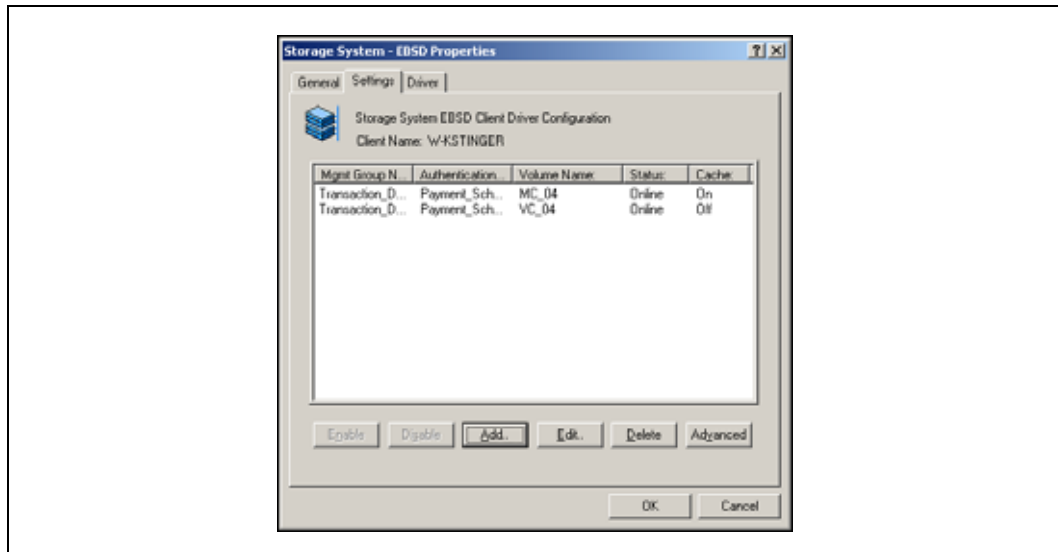 Storage System - EBSD Properties
General Settings Driver
Storage System EBSD Client Driver Configuration
Client Name: W-KSTINGER
Mgmt Group N... Authentication... Volume Name: Status: Cache:
Transaction_D... Payment_Sch... MC_04 Online On
Transaction_D... Payment_Sch... VC_04 Online Off
Enable Disable Add.. Edit.. Delete Advanced
OK Cancel